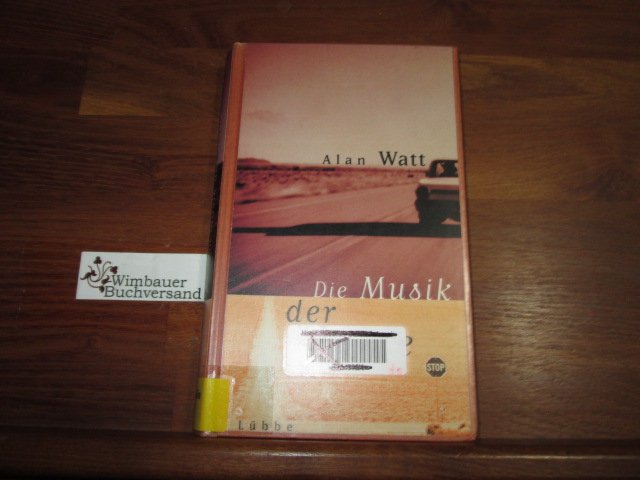 Alan Watt
Wimbauer
Buchversand
Die Musik
der
STOP
Lübbe